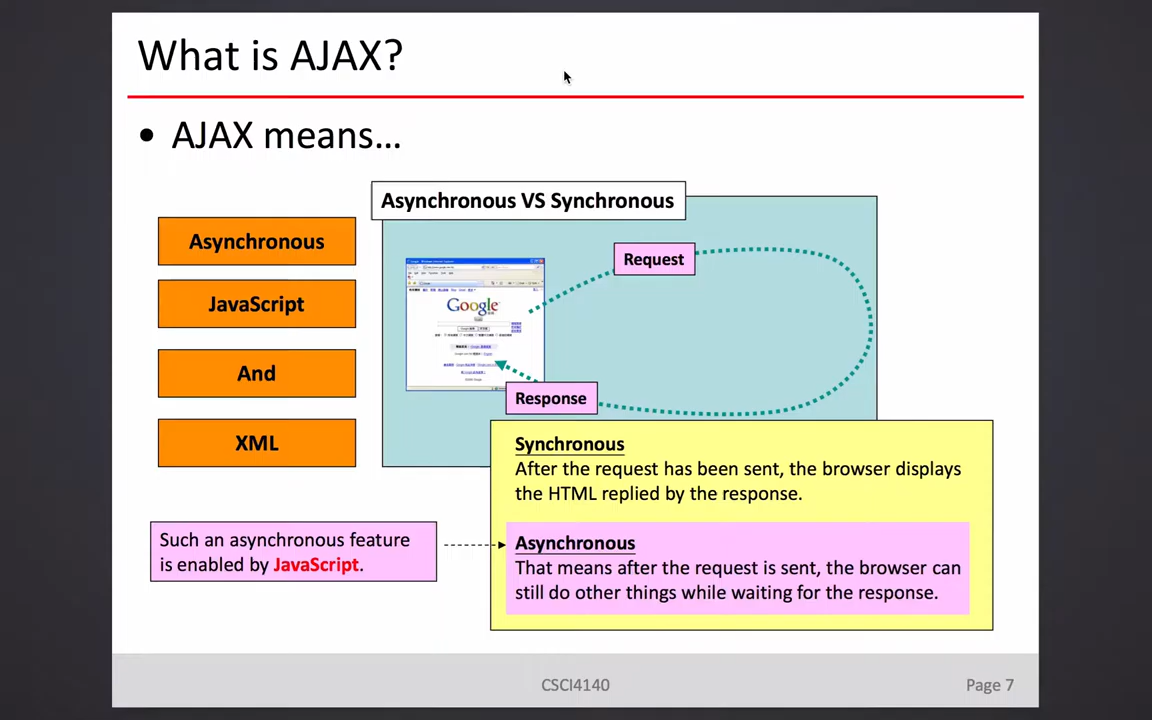 What is AJAX?
• AJAX means...
Asynchronous VS Synchronous
Asynchronous
JavaScript
And
XML
Request
Google
Response
Synchronous
After the request has been sent, the browser displays
the HTML replied by the response.
Such an asynchronous feature
is enabled by JavaScript.
Asynchronous
That means after the request is sent, the browser can
still do other things while waiting for the response.
CSCI4140
Page 7